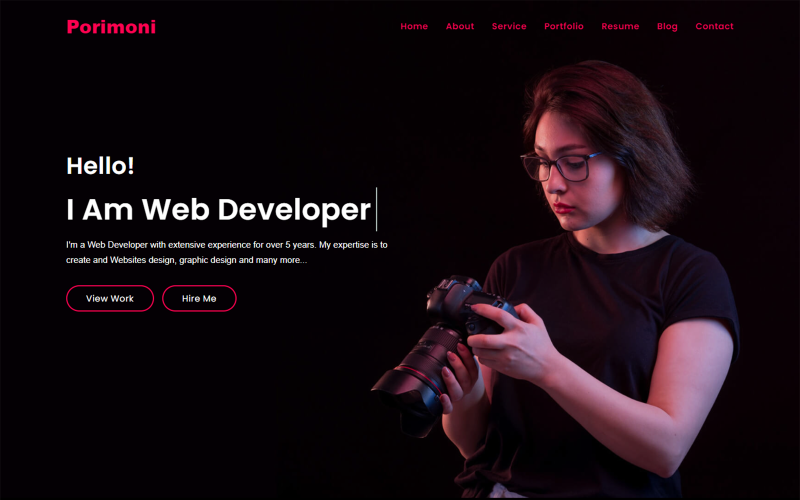 Porimoni
Home About Service Portfolio Resume Blog Contact
Hello!
I Am Web Developer
I'm a Web Developer with extensive experience for over 5 years. My expertise is to
create and Websites design, graphic design and many more...
View Work Hire Me